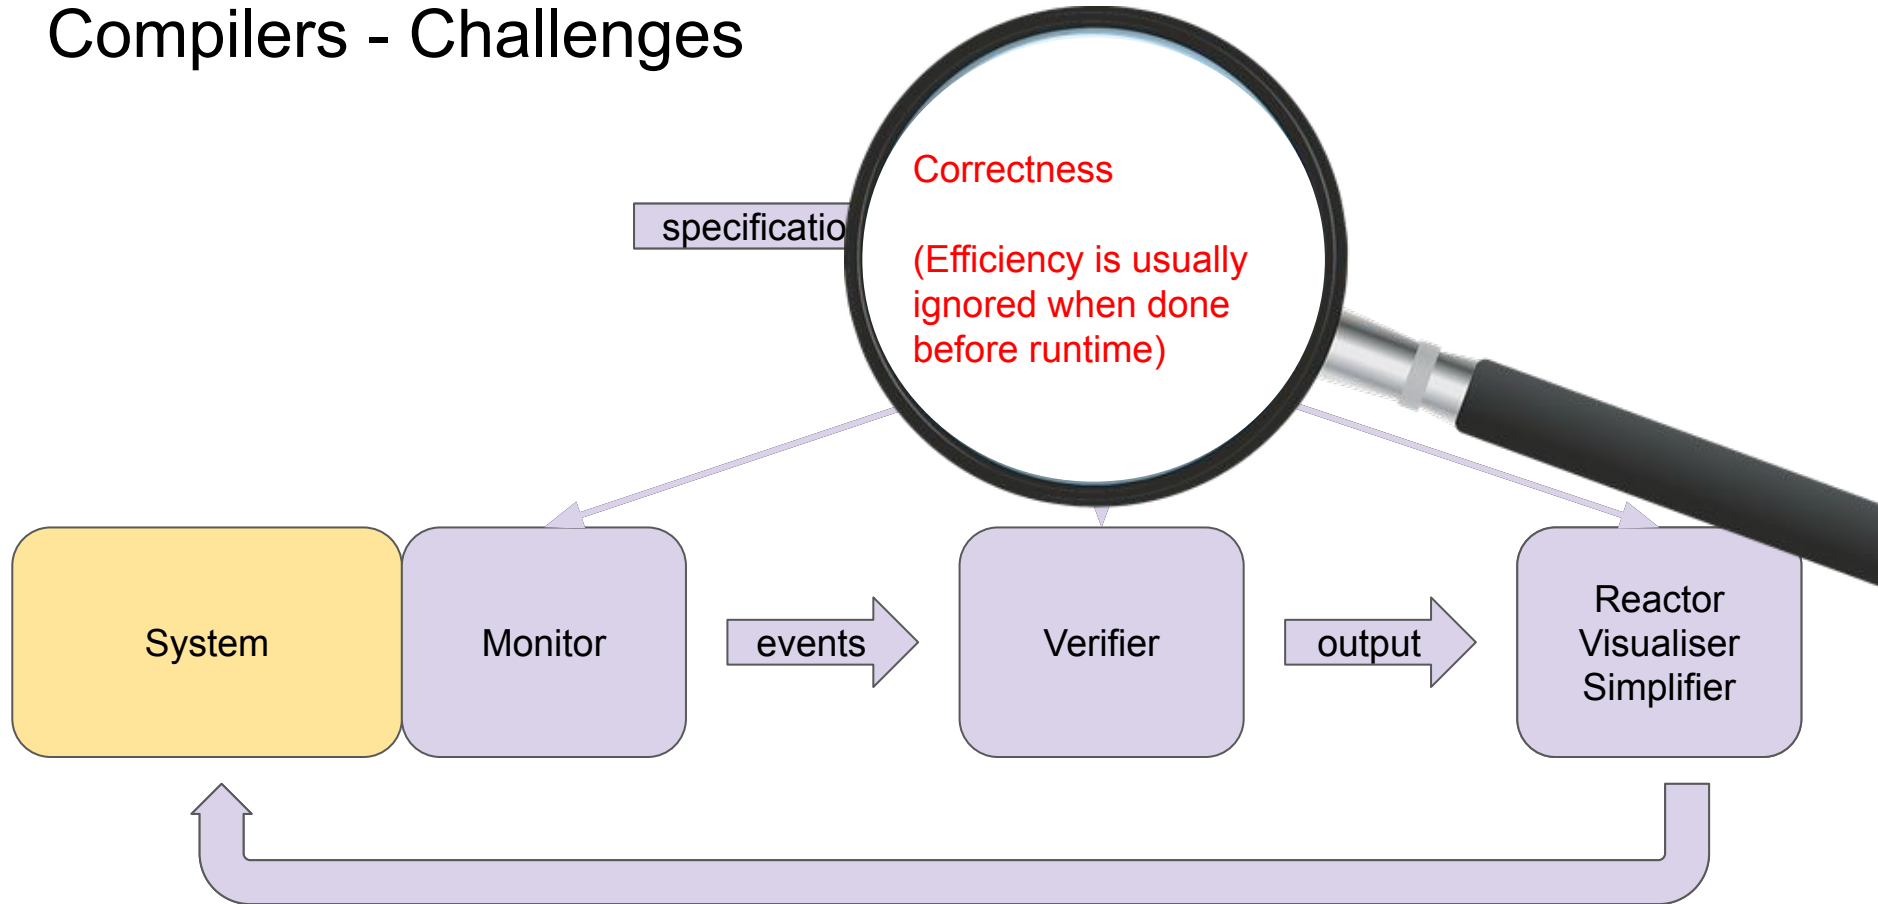 Compilers - Challenges
Correctness
specificatio
(Efficiency is usually
ignored when done
before runtime)
System
Monitor
events
Verifier
output
Reactor
Visualiser
Simplifier